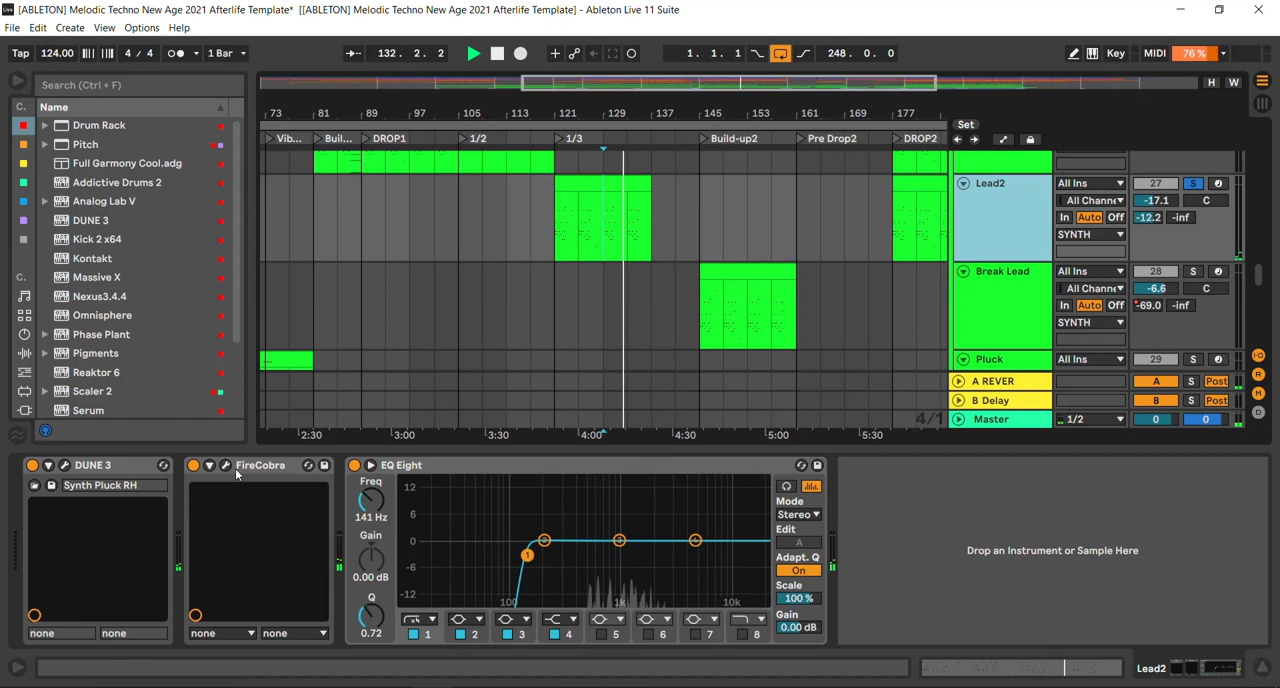 [ABLETON] Melodic Techno New Age 2021 Afterlife Template* [[ABLETON] Melodic Techno New Age 2021 Afterlife Template] - Ableton Live 11 Suite
File Edit Create View Options Help
Tap 124.00 4 / 4 1 Bar 132. 2. 2 1. 1. 1 248. 0. 0 Key MIDI 76 %
Search (Ctrl + F)
H W
C. Name
73 81 89 97 105 113 121 129 137 145 153 161 169 177
Set
Vib... Buil... DROP1 1/2 1/3 Build-up2 Pre Drop2 DROP2
Drum Rack
Pitch
Full Garmony Cool.adg
Addictive Drums 2
Analog Lab V
DUNE 3
Kick 2 x64
Kontakt
C. Massive X
Nexus3.4.4
Omnisphere
Phase Plant
Pigments
Reaktor 6
Scaler 2
Serum
Lead2 All Ins 27 S
All Channe -17.1 C
In Auto Off -12.2 -inf
SYNTH
Break Lead All Ins 28 S
All Channe -6.6 C
In Auto Off -69.0 -inf
SYNTH
Pluck All Ins 29 S
A REVER A S Post
B Delay B S Post
4/1 Master 1/2 0 0
I-O
R
M
D
2:30 3:00 3:30 4:00 4:30 5:00 5:30
DUNE 3
Synth Pluck RH
none none
FireCobra
none none
EQ Eight
Freq
141 Hz
Gain
0.00 dB
Q
0.72
12
6
0
-6
-12
100 1k 10k
1 2 3 4
1 2 3 4 5 6 7 8
Mode
Stereo
Edit
A
Adapt. Q
On
Scale
100 %
Gain
0.00 dB
Drop an Instrument or Sample Here
Lead2